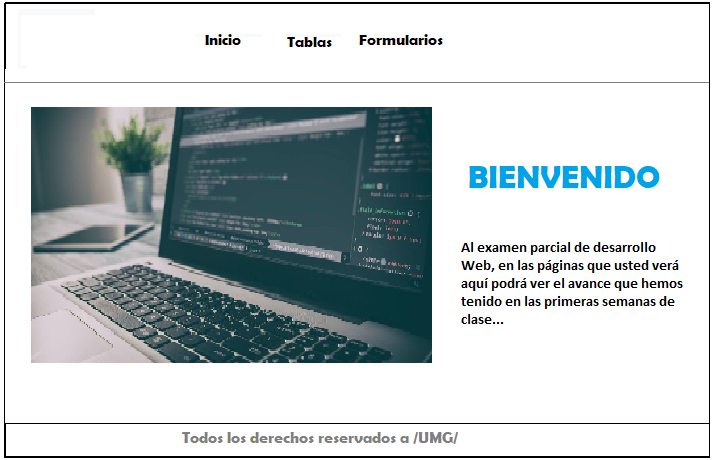 Inicio Tablas Formularios
BIENVENIDO
Al examen parcial de desarrollo
Web, en las páginas que usted verá
aquí podrá ver el avance que hemos
tenido en las primeras semanas de
clase...
Todos los derechos reservados a /UMG/